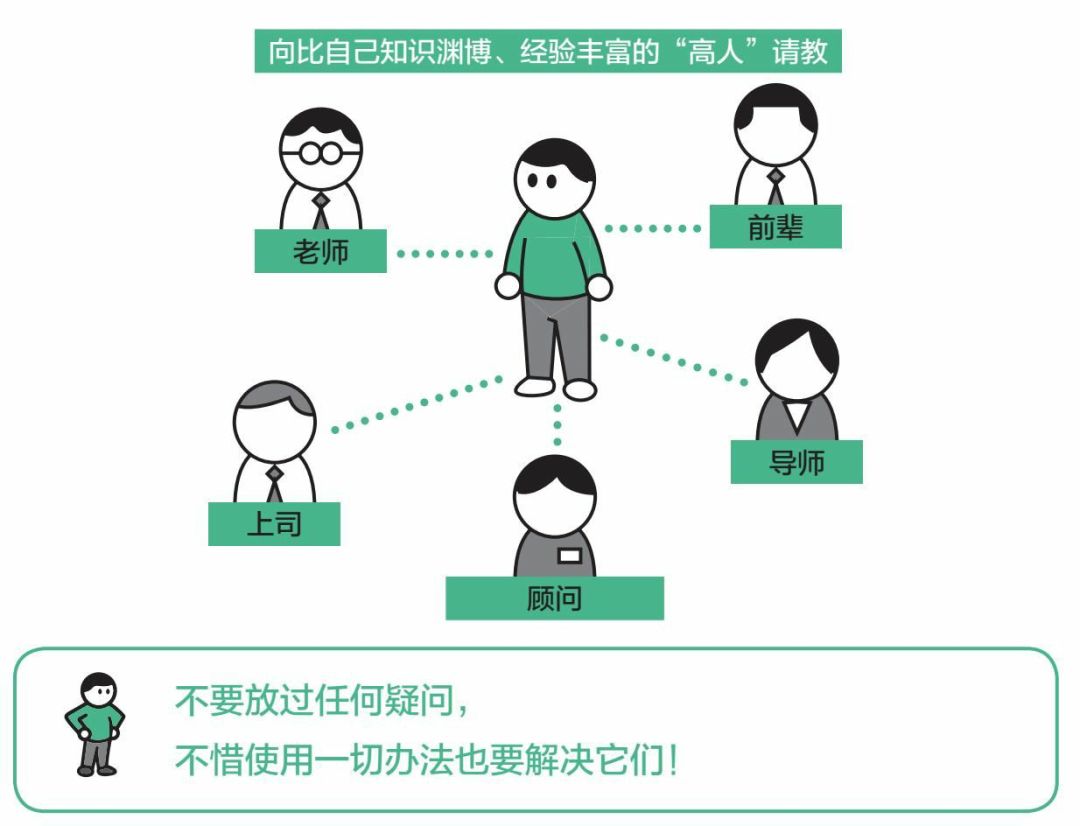 向比自己知识渊博、经验丰富的“高人”请教
老师
前辈
导师
上司
顾问
不要放过任何疑问，
不惜使用一切办法也要解决它们！